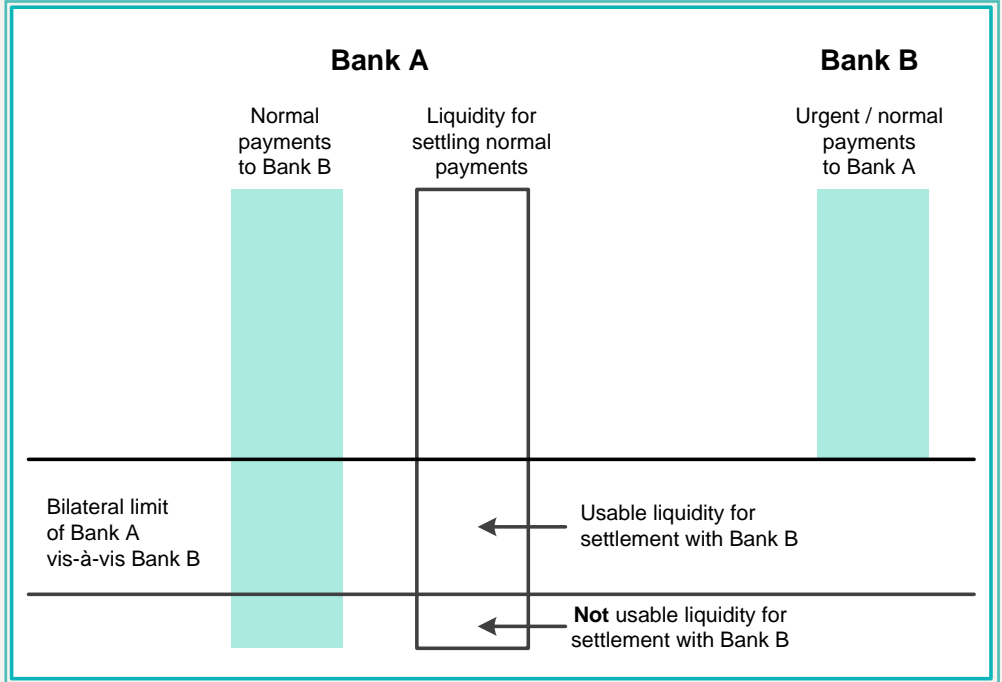 Bank A
Bank B
Normal
payments
to Bank B
Liquidity for
settling normal
payments
Urgent / normal
payments
to Bank A
Bilateral limit
of Bank A
vis-à-vis Bank B
Usable liquidity for
settlement with Bank B
Not usable liquidity for
settlement with Bank B